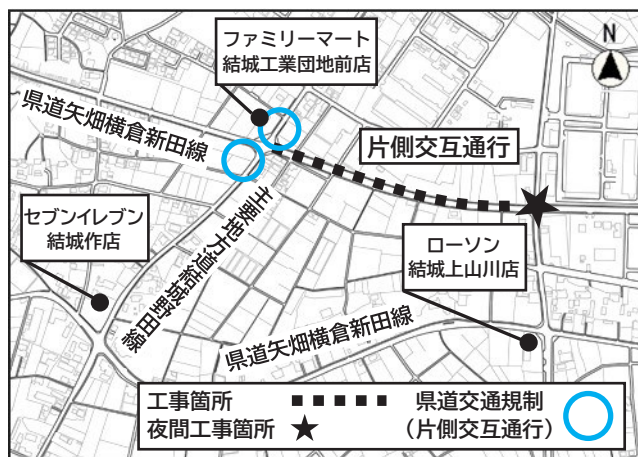 ファミリーマート
結城工業団地前店
N
県道矢畑横倉新田線
片側交互通行
セブンイレブン
結城作店
主要地方道結城野田線
ローソン
結城上山川店
県道矢畑横倉新田線
工事箇所
県道交通規制
夜間工事箇所 ★
(片側交互通行)